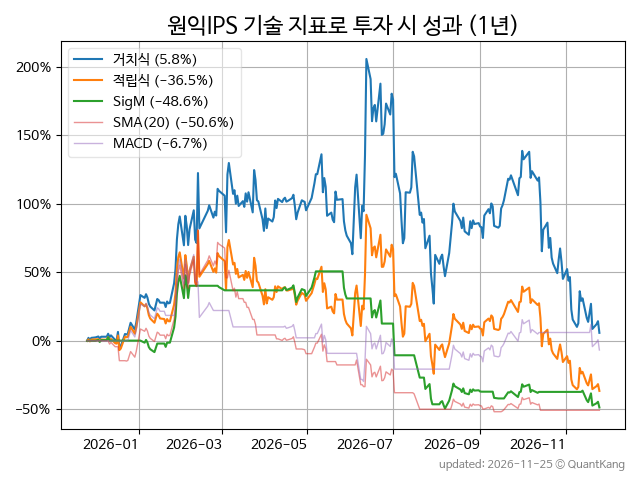 원익IPS 기술 지표로 투자 시 성과 (1년)
거치식 (5.8%)
적립식 (−36.5%)
SigM (−48.6%)
SMA(20) (−50.6%)
MACD (−6.7%)
200%
150%
100%
50%
0%
−50%
2026-01 2026-03 2026-05 2026-07 2026-09 2026-11
updated: 2026-11-25 © QuantKang